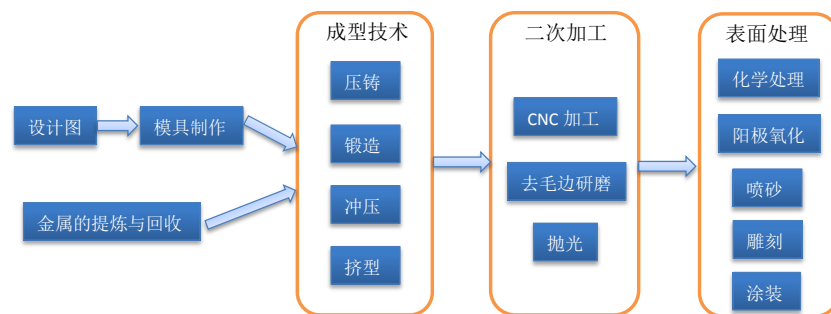 设计图
模具制作
金属的提炼与回收
成型技术
压铸
锻造
冲压
挤型
二次加工
CNC 加工
去毛边研磨
抛光
表面处理
化学处理
阳极氧化
喷砂
雕刻
涂装